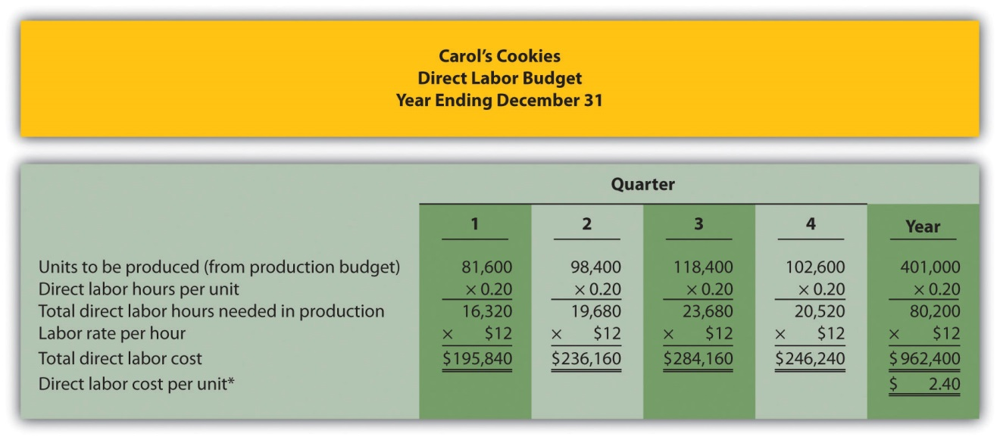 Carol’s Cookies
Direct Labor Budget
Year Ending December 31
Quarter
1 2 3 4 Year
Units to be produced (from production budget) 81,600 98,400 118,400 102,600 401,000
Direct labor hours per unit × 0.20 × 0.20 × 0.20 × 0.20 × 0.20
Total direct labor hours needed in production 16,320 19,680 23,680 20,520 80,200
Labor rate per hour × $12 × $12 × $12 × $12 × $12
Total direct labor cost $195,840 $236,160 $284,160 $246,240 $962,400
Direct labor cost per unit* $ 2.40